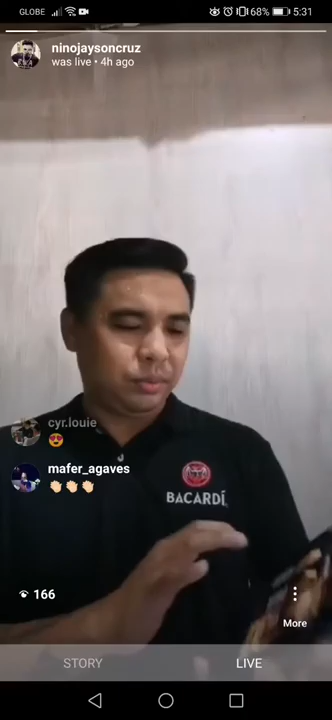 GLOBE 68% 5:31
ninojaysoncruz
was live • 4h ago
cyr.louie
😍
mafer_agaves
👏🏻👏🏻👏🏻
BACARDÍ
166
More
STORY LIVE